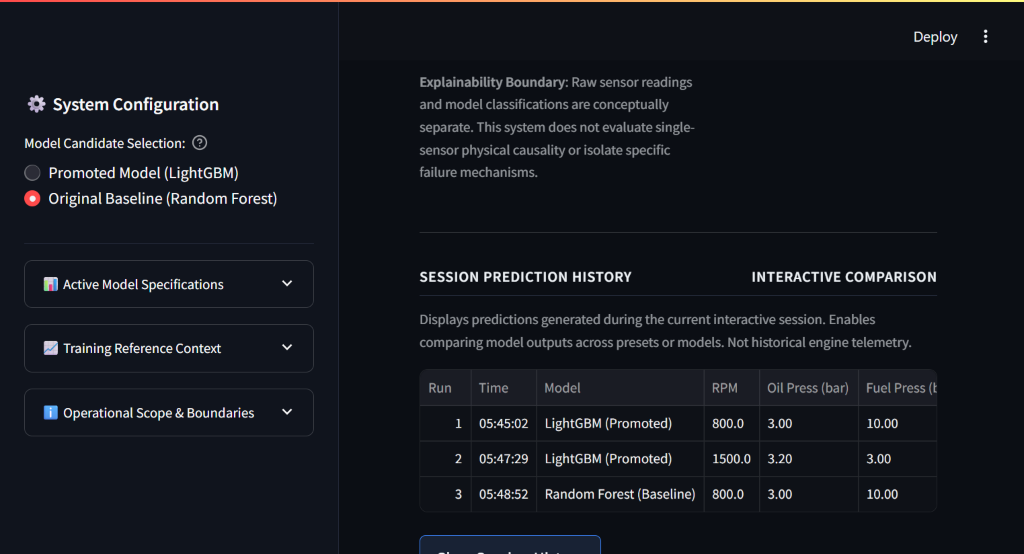 Deploy
System Configuration
Model Candidate Selection:
Promoted Model (LightGBM)
Original Baseline (Random Forest)
Active Model Specifications
Training Reference Context
Operational Scope & Boundaries
Explainability Boundary: Raw sensor readings
and model classifications are conceptually
separate. This system does not evaluate single-
sensor physical causality or isolate specific
failure mechanisms.
SESSION PREDICTION HISTORY INTERACTIVE COMPARISON
Displays predictions generated during the current interactive session. Enables
comparing model outputs across presets or models. Not historical engine telemetry.
Run Time Model RPM Oil Press (bar) Fuel Press (b
1 05:45:02 LightGBM (Promoted) 800.0 3.00 10.00
2 05:47:29 LightGBM (Promoted) 1500.0 3.20 3.00
3 05:48:52 Random Forest (Baseline) 800.0 3.00 10.00